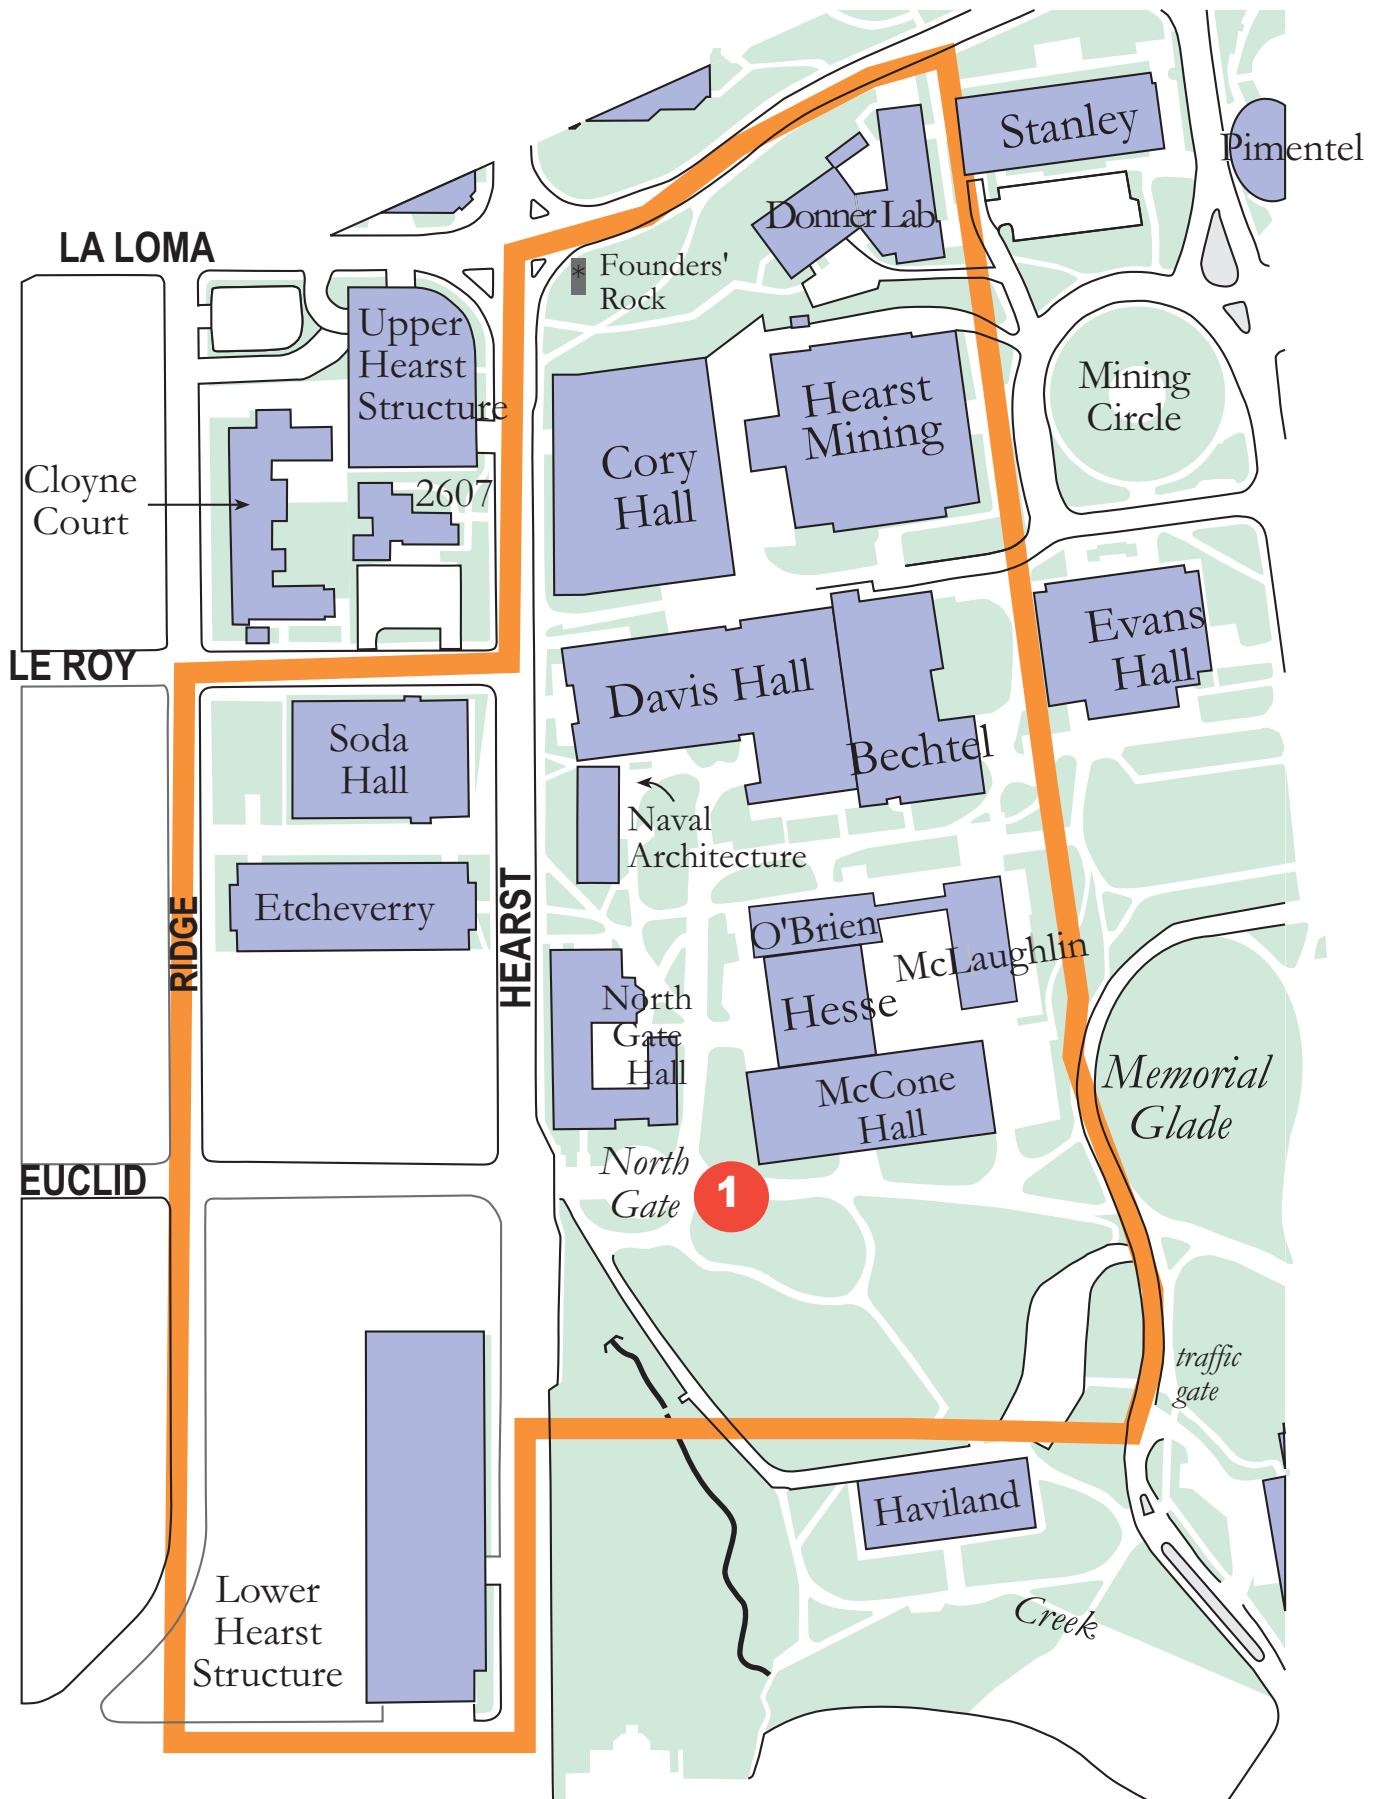 Stanley
Pimentel
Donner Lab
LA LOMA
*
Founders'
Rock
Upper
Hearst
Structure
Mining
Circle
Hearst
Mining
Cory
Hall
Cloyne
Court
2607
Evans
Hall
LE ROY
Davis Hall
Bechtel
Soda
Hall
Naval
Architecture
Etcheverry
RIDGE
HEARST
O'Brien
McLaughlin
Hesse
North
Gate
Hall
McCone
Hall
Memorial
Glade
EUCLID
North
Gate
1
traffic
gate
Haviland
Lower
Hearst
Structure
Creek